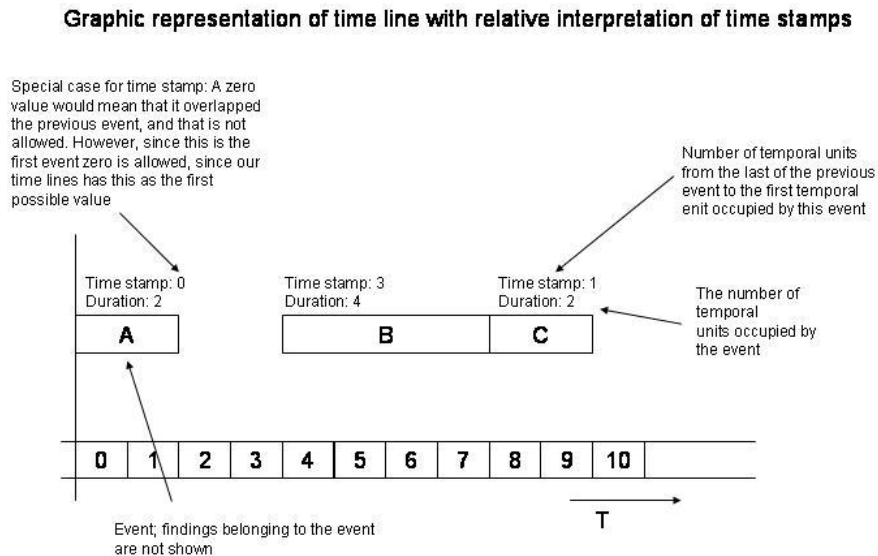 Graphic representation of time line with relative interpretation of time stamps
Special case for time stamp: A zero
value would mean that it overlapped
the previous event, and that is not
allowed. However, since this is the
first event zero is allowed, since our
time lines has this as the first
possible value
Number of temporal units
from the last of the previous
event to the first temporal
enit occupied by this event
Time stamp: 0
Duration: 2
Time stamp: 3
Duration: 4
Time stamp: 1
Duration: 2
The number of
temporal
units occupied by
the event
A
B
C
0 1 2 3 4 5 6 7 8 9 10
T
Event; findings belonging to the event
are not shown